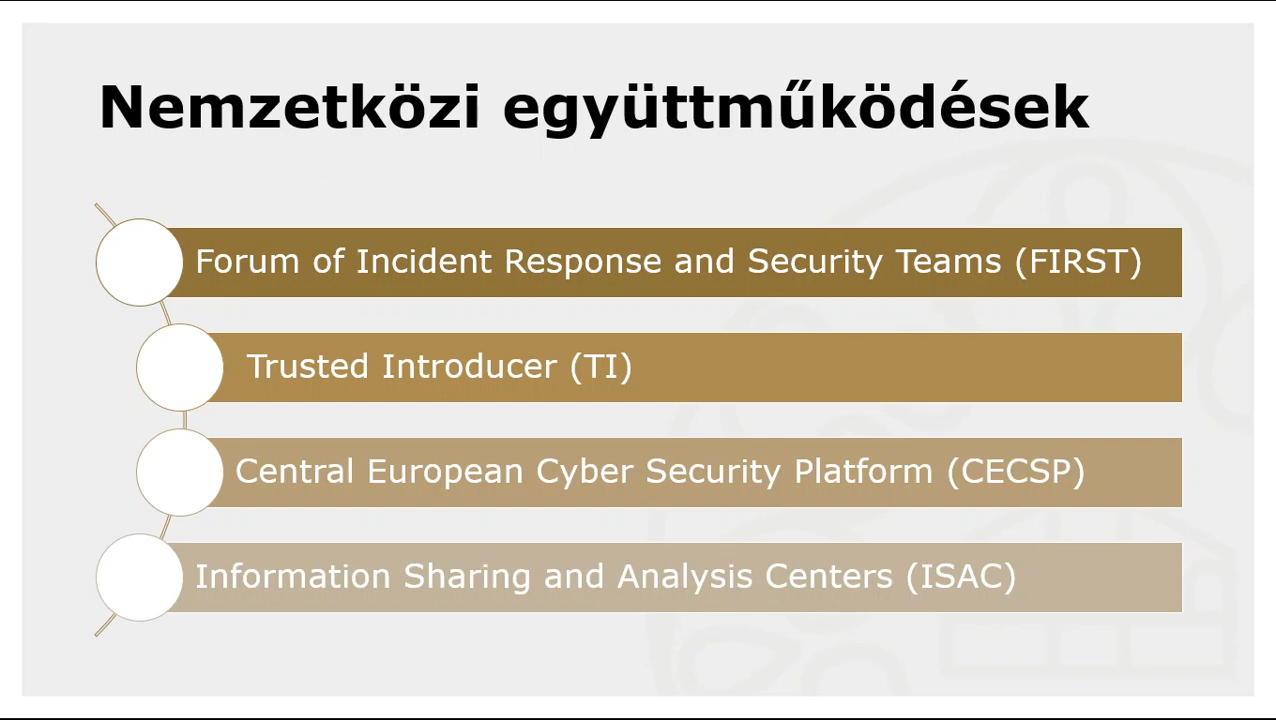 Nemzetközi együttműködések
Forum of Incident Response and Security Teams (FIRST)
Trusted Introducer (TI)
Central European Cyber Security Platform (CECSP)
Information Sharing and Analysis Centers (ISAC)